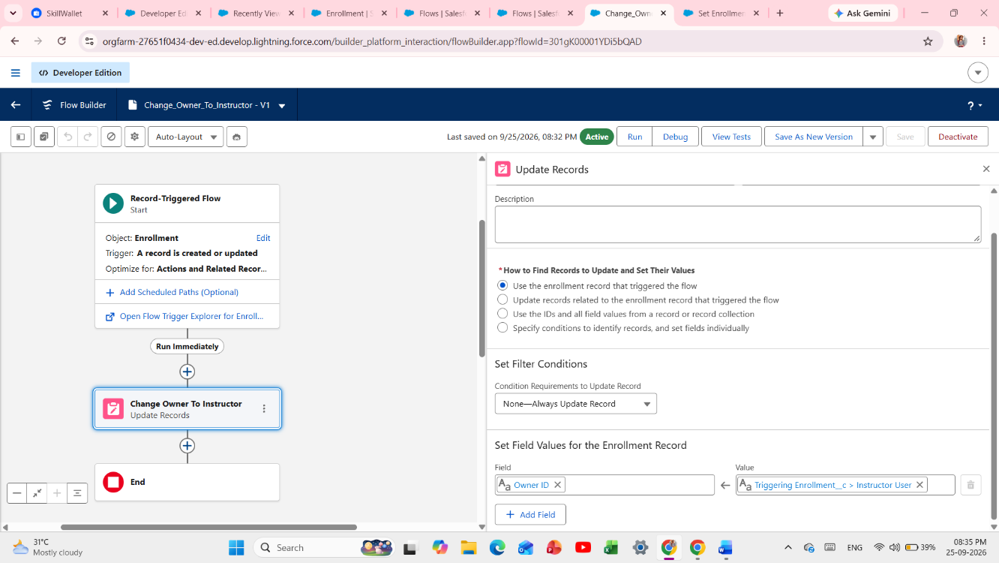 SkillWallet
Developer Ed
Recently View
Enrollment | S
Flows | Salesf
Flows | Salesf
Change_Own
Set Enrollmen
Ask Gemini
orgfarm-27651f0434-dev-ed.develop.lightning.force.com/builder_platform_interaction/flowBuilder.app?flowId=301gK00001YDi5bQAD
</> Developer Edition
Flow Builder
Change_Owner_To_Instructor - V1
?
Auto-Layout
Last saved on 9/25/2026, 08:32 PM
Active
Run
Debug
View Tests
Save As New Version
Save
Deactivate
Record-Triggered Flow
Start
Object: Enrollment
Edit
Trigger: A record is created or updated
Optimize for: Actions and Related Recor...
Add Scheduled Paths (Optional)
Open Flow Trigger Explorer for Enroll...
Run Immediately
Change Owner To Instructor
Update Records
End
Update Records
Description
*How to Find Records to Update and Set Their Values
Use the enrollment record that triggered the flow
Update records related to the enrollment record that triggered the flow
Use the IDs and all field values from a record or record collection
Specify conditions to identify records, and set fields individually
Set Filter Conditions
Condition Requirements to Update Record
None—Always Update Record
Set Field Values for the Enrollment Record
Field
Value
Aa Owner ID
Aa Triggering Enrollment__c > Instructor User
Add Field
31°C
Mostly cloudy
Search
ENG
39%
08:35 PM
25-09-2026